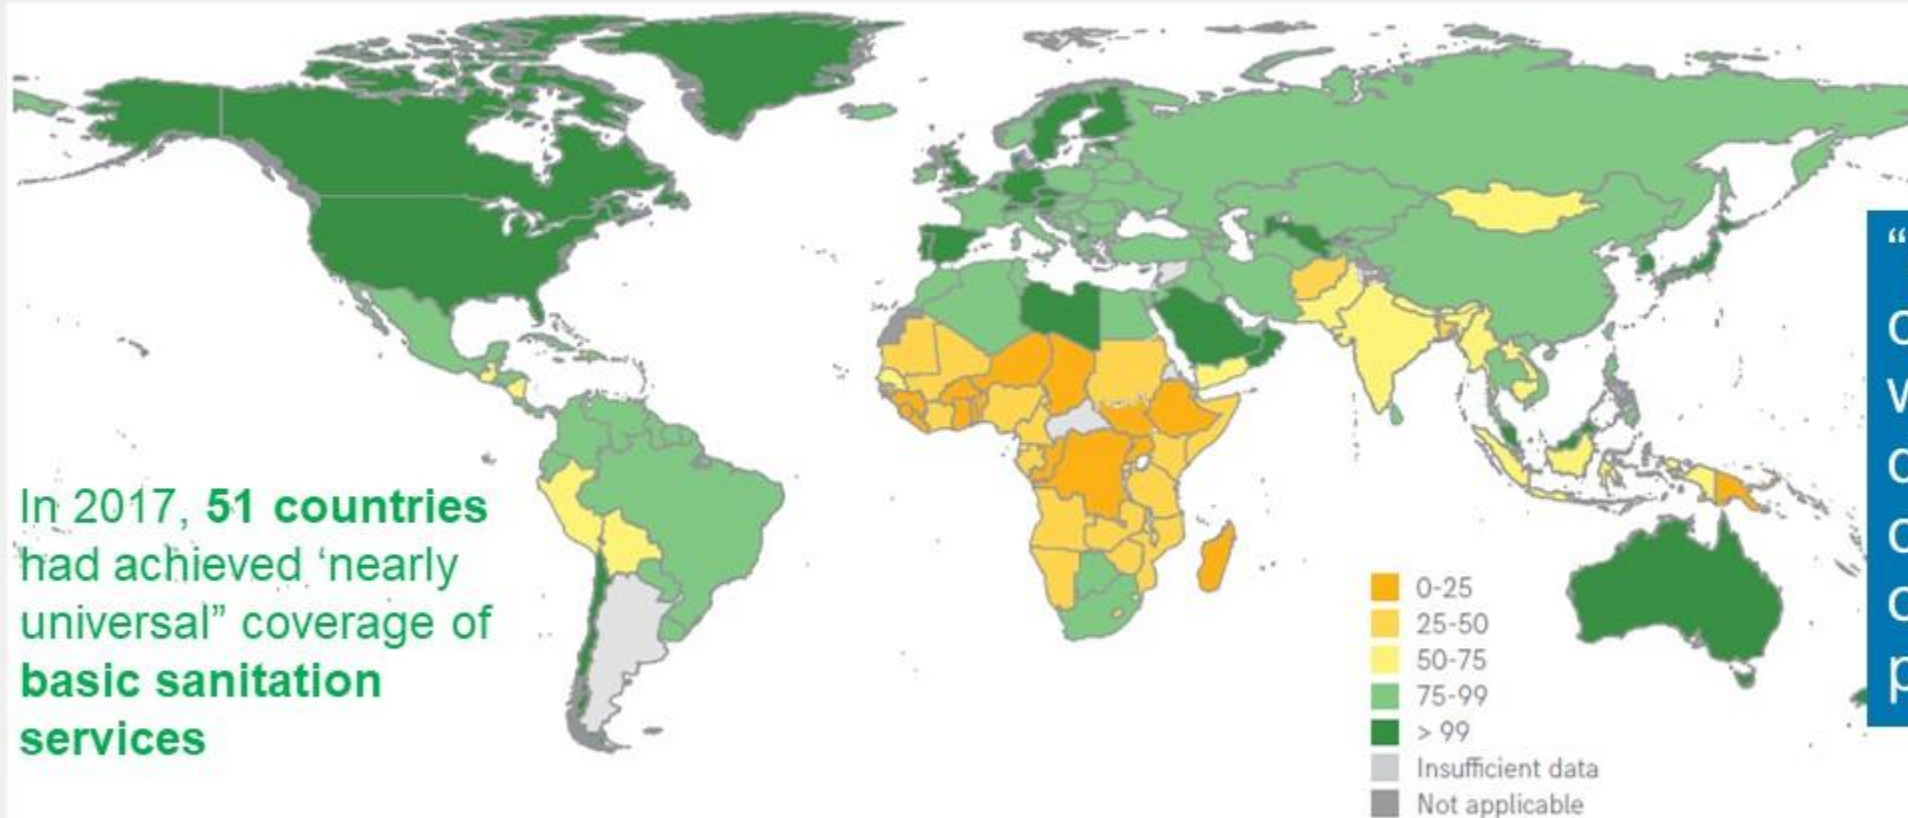 In 2017, 51 countries
had achieved ‘nearly
universal” coverage of
basic sanitation
services
0-25
25-50
50-75
75-99
> 99
Insufficient data
Not applicable
“